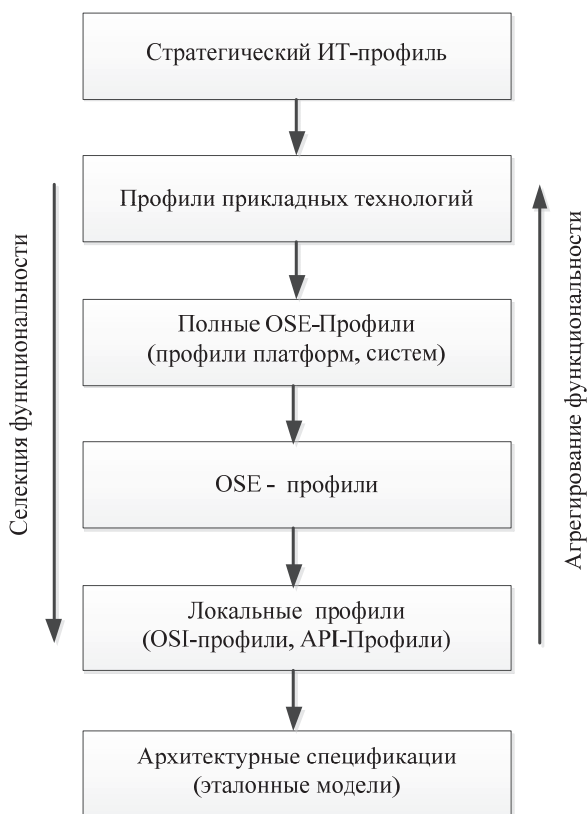 Стратегический ИТ-профиль
Профили прикладных технологий
Полные OSE-Профили
(профили платформ, систем)
OSE - профили
Локальные профили
(OSI-профили, API-Профили)
Архитектурные спецификации
(эталонные модели)
Селекция функциональности
Агрегирование функциональности